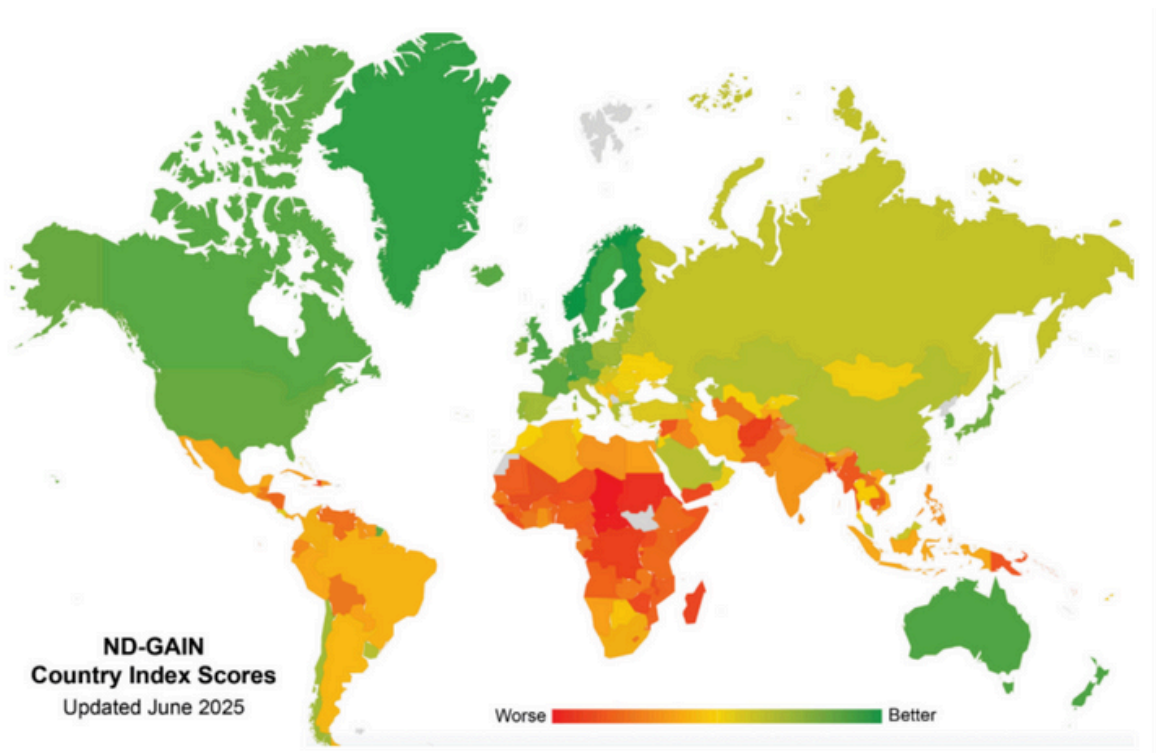 ND-GAIN
Country Index Scores
Updated June 2025
Worse
Better